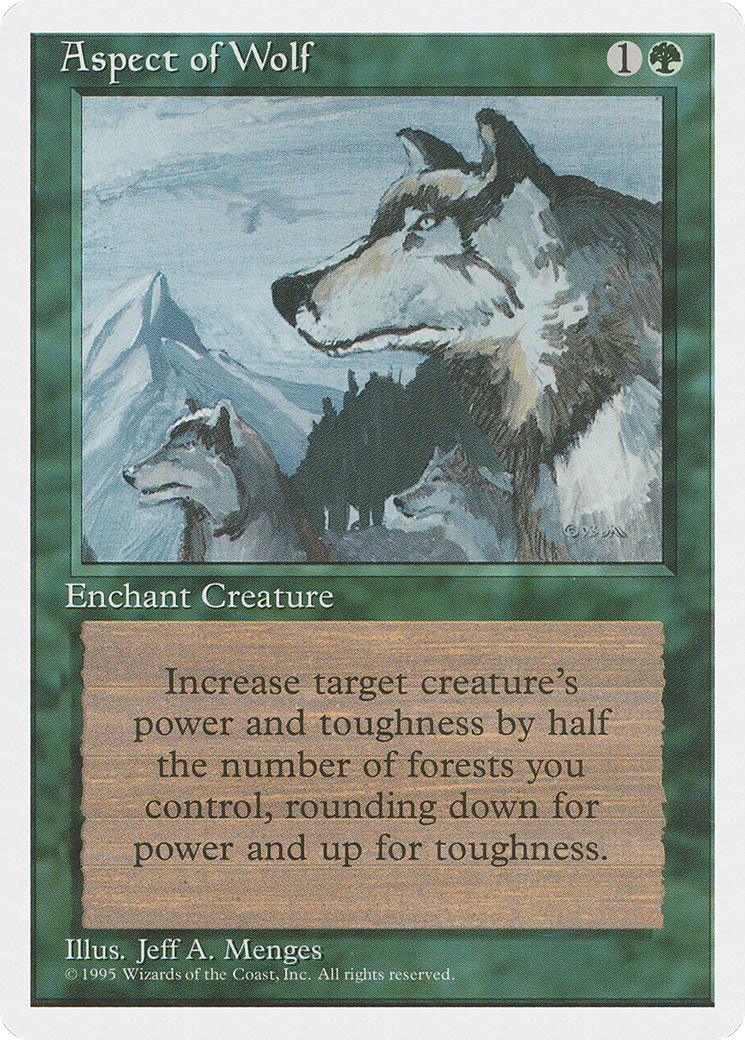 Aspect of Wolf 1
Enchant Creature
Increase target creature's
power and toughness by half
the number of forests you
control, rounding down for
power and up for toughness.
Illus. Jeff A. Menges
© 1995 Wizards of the Coast, Inc. All rights reserved.